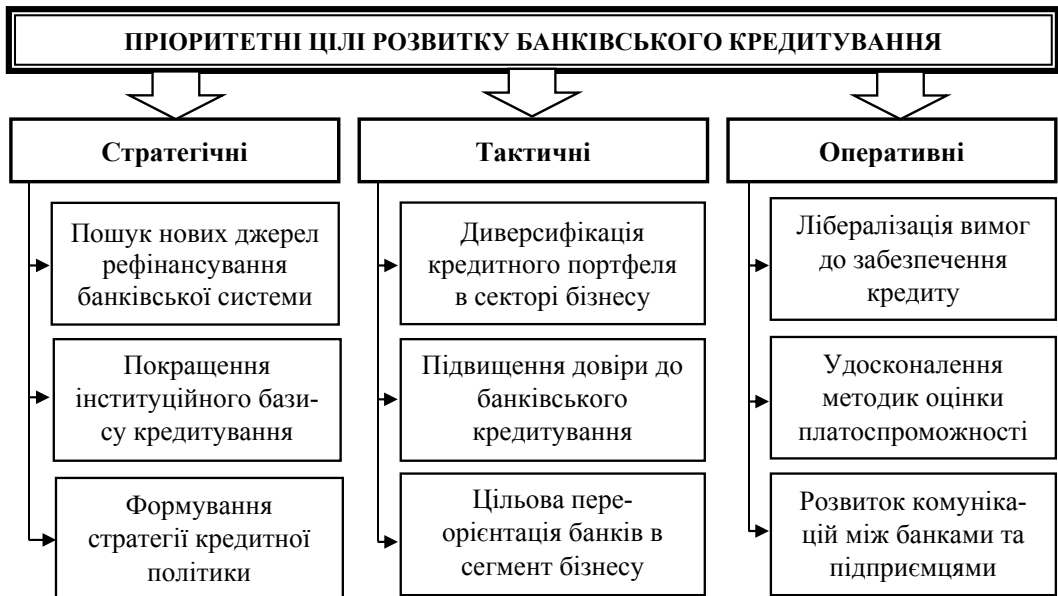 ПРІОРИТЕТНІ ЦІЛІ РОЗВИТКУ БАНКІВСЬКОГО КРЕДИТУВАННЯ
Стратегічні
Пошук нових джерел
рефінансування
банківської системи
Покращення
інституційного бази-
су кредитування
Формування
стратегії кредитної
політики
Тактичні
Диверсифікація
кредитного портфеля
в секторі бізнесу
Підвищення довіри до
банківського
кредитування
Цільова пере-
орієнтація банків в
сегмент бізнесу
Оперативні
Лібералізація вимог
до забезпечення
кредиту
Удосконалення
методик оцінки
платоспроможності
Розвиток комуніка-
цій між банками та
підприємцями